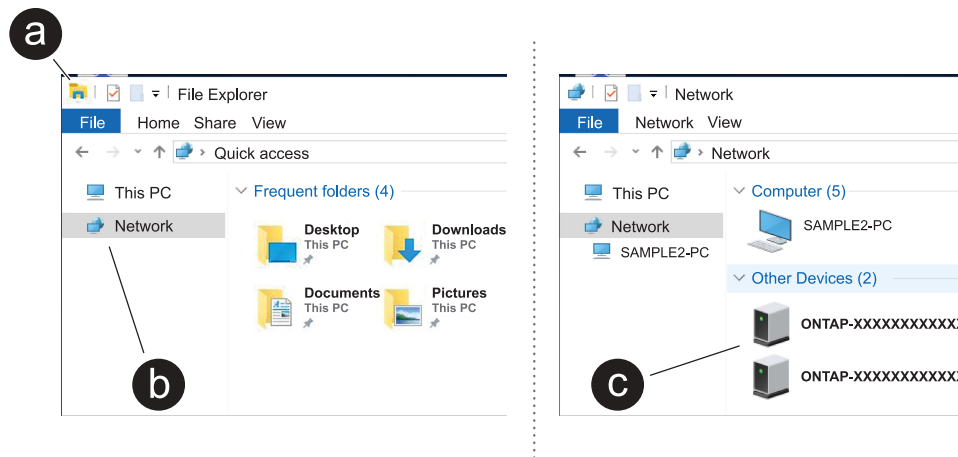 a
File Explorer
File Home Share View
Quick access
This PC
Network
Frequent folders (4)
Desktop
This PC
Downloads
This PC
Documents
This PC
Pictures
This PC
b
Network
File Network View
Network
This PC
Network
SAMPLE2-PC
Computer (5)
SAMPLE2-PC
Other Devices (2)
ONTAP-XXXXXXXXXXX
ONTAP-XXXXXXXXXXX
c